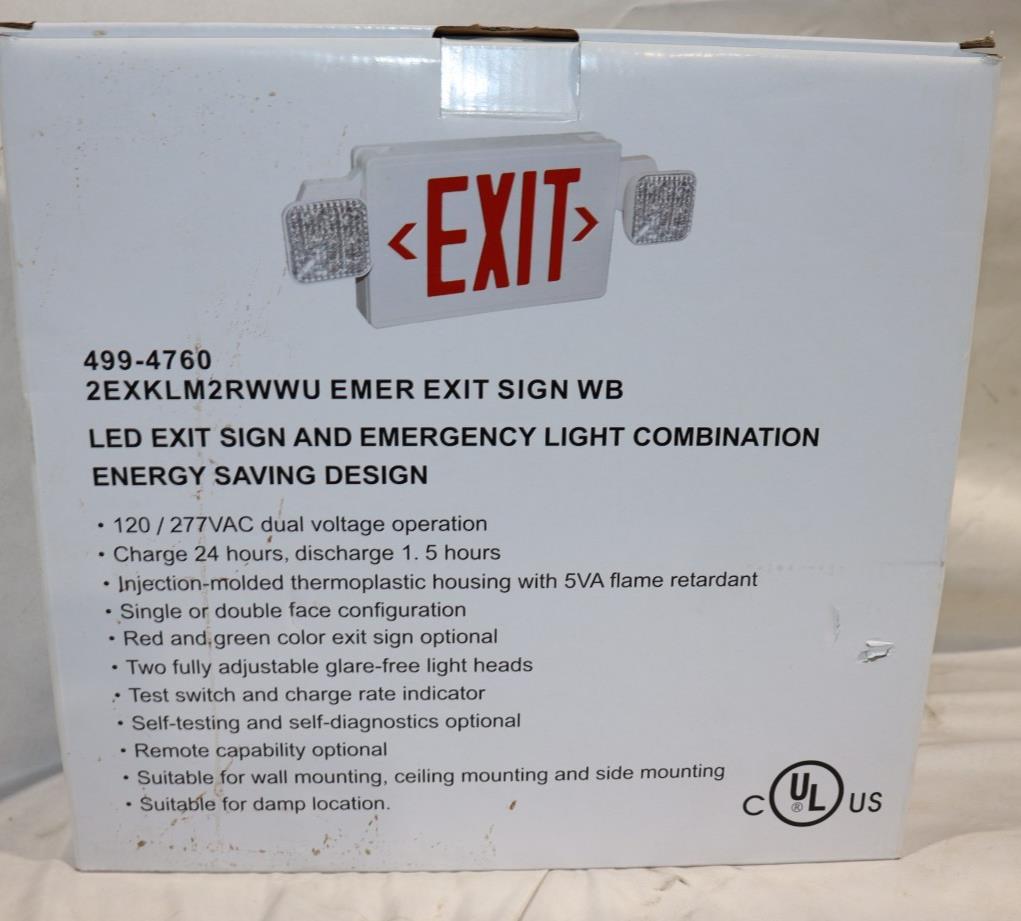 <EXIT>
499-4760
2EXKLM2RWWU EMER EXIT SIGN WB
LED EXIT SIGN AND EMERGENCY LIGHT COMBINATION
ENERGY SAVING DESIGN
• 120 / 277VAC dual voltage operation
• Charge 24 hours, discharge 1. 5 hours
• Injection-molded thermoplastic housing with 5VA flame retardant
• Single or double face configuration
• Red and green color exit sign optional
• Two fully adjustable glare-free light heads
• Test switch and charge rate indicator
• Self-testing and self-diagnostics optional
• Remote capability optional
• Suitable for wall mounting, ceiling mounting and side mounting
• Suitable for damp location.
C UL ® US